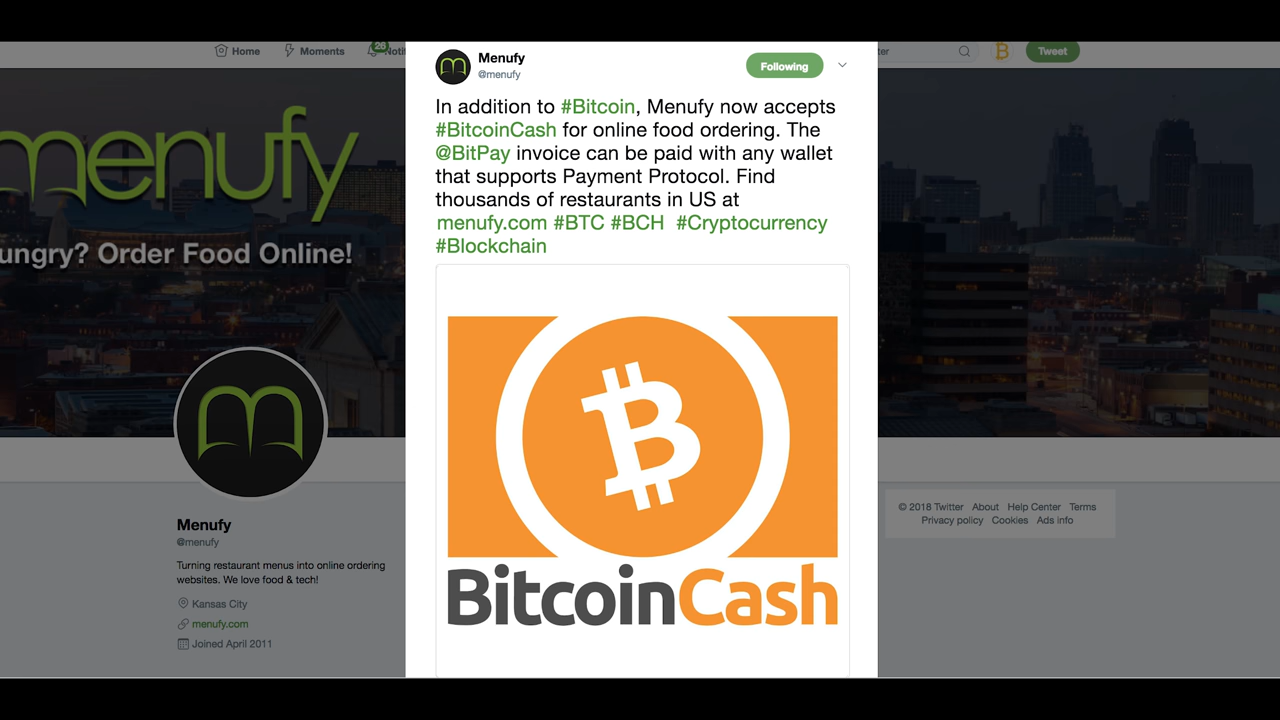 Home
Moments
26
Tweet
Menufy
@menufy
Following
In addition to #Bitcoin, Menufy now accepts
#BitcoinCash for online food ordering. The
@BitPay invoice can be paid with any wallet
that supports Payment Protocol. Find
thousands of restaurants in US at
menufy.com #BTC #BCH #Cryptocurrency
#Blockchain
BitcoinCash
menufy
Order Food Online!
Menufy
@menufy
Turning restaurant menus into online ordering
websites. We love food & tech!
Kansas City
menufy.com
Joined April 2011
© 2018 Twitter About Help Center Terms
Privacy policy Cookies Ads info